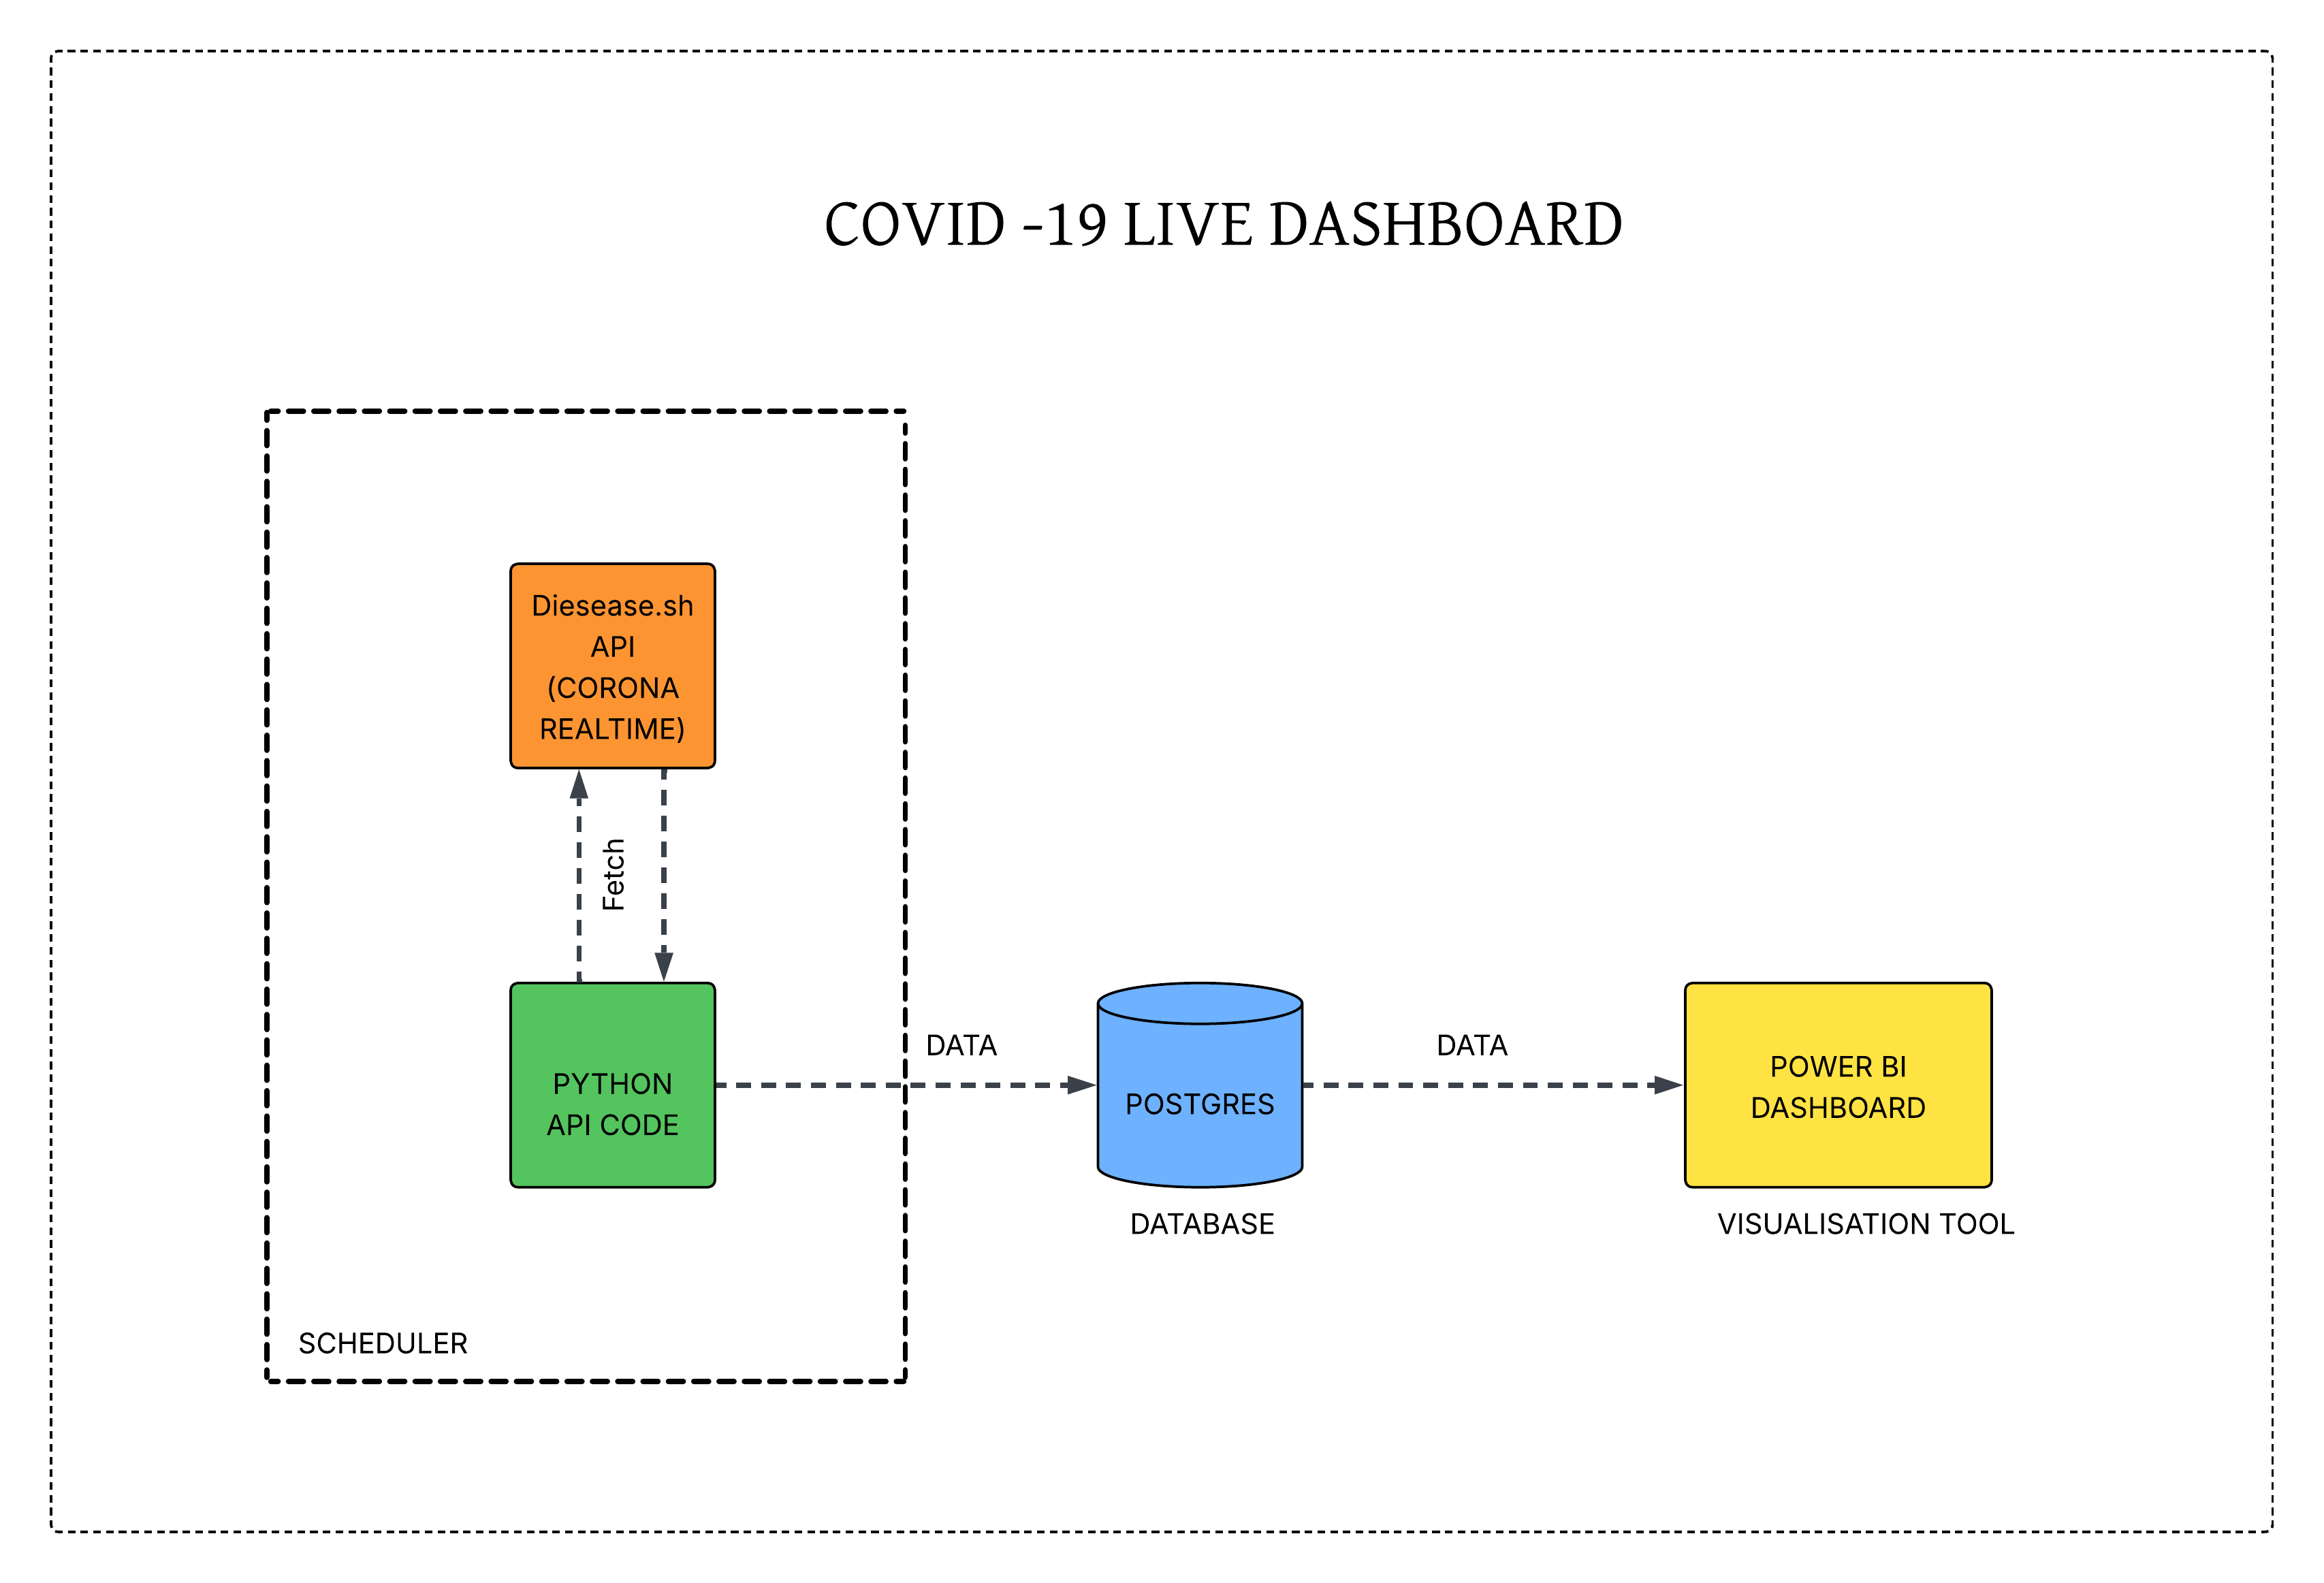 COVID -19 LIVE DASHBOARD
Diesease.sh
API
(CORONA
REALTIME)
Fetch
PYTHON
API CODE
SCHEDULER
DATA
POSTGRES
DATABASE
DATA
POWER BI
DASHBOARD
VISUALISATION TOOL